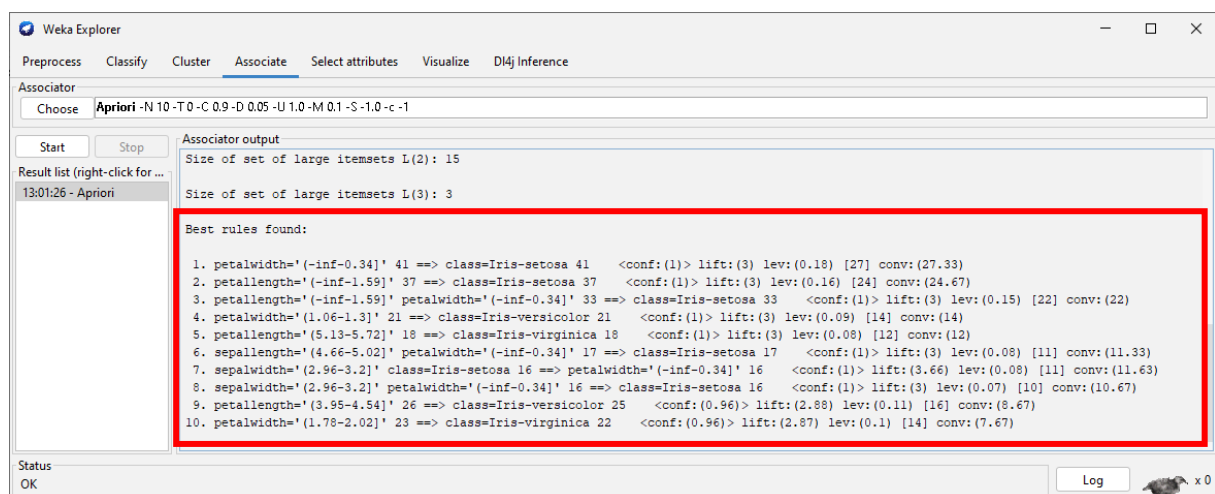 Weka Explorer
Preprocess Classify Cluster Associate Select attributes Visualize Dl4j Inference
Associator
Choose Apriori -N 10 -T 0 -C 0.9 -D 0.05 -U 1.0 -M 0.1 -S -1.0 -c -1
Start Stop
Result list (right-click for ...
13:01:26 - Apriori
Associator output
Size of set of large itemsets L(2): 15
Size of set of large itemsets L(3): 3
Best rules found:
1. petalwidth='(-inf-0.34]' 41 ==> class=Iris-setosa 41 <conf:(1)> lift:(3) lev:(0.18) [27] conv:(27.33)
2. petallength='(-inf-1.59]' 37 ==> class=Iris-setosa 37 <conf:(1)> lift:(3) lev:(0.16) [24] conv:(24.67)
3. petallength='(-inf-1.59]' petalwidth='(-inf-0.34]' 33 ==> class=Iris-setosa 33 <conf:(1)> lift:(3) lev:(0.15) [22] conv:(22)
4. petalwidth='(1.06-1.3]' 21 ==> class=Iris-versicolor 21 <conf:(1)> lift:(3) lev:(0.09) [14] conv:(14)
5. petallength='(5.13-5.72]' 18 ==> class=Iris-virginica 18 <conf:(1)> lift:(3) lev:(0.08) [12] conv:(12)
6. sepallength='(4.66-5.02]' petalwidth='(-inf-0.34]' 17 ==> class=Iris-setosa 17 <conf:(1)> lift:(3) lev:(0.08) [11] conv:(11.33)
7. sepalwidth='(2.96-3.2]' class=Iris-setosa 16 ==> petalwidth='(-inf-0.34]' 16 <conf:(1)> lift:(3.66) lev:(0.08) [11] conv:(11.63)
8. sepalwidth='(2.96-3.2]' petalwidth='(-inf-0.34]' 16 ==> class=Iris-setosa 16 <conf:(1)> lift:(3) lev:(0.07) [10] conv:(10.67)
9. petallength='(3.95-4.54]' 26 ==> class=Iris-versicolor 25 <conf:(0.96)> lift:(2.88) lev:(0.11) [16] conv:(8.67)
10. petalwidth='(1.78-2.02]' 23 ==> class=Iris-virginica 22 <conf:(0.96)> lift:(2.87) lev:(0.1) [14] conv:(7.67)
Status
OK
Log
x 0